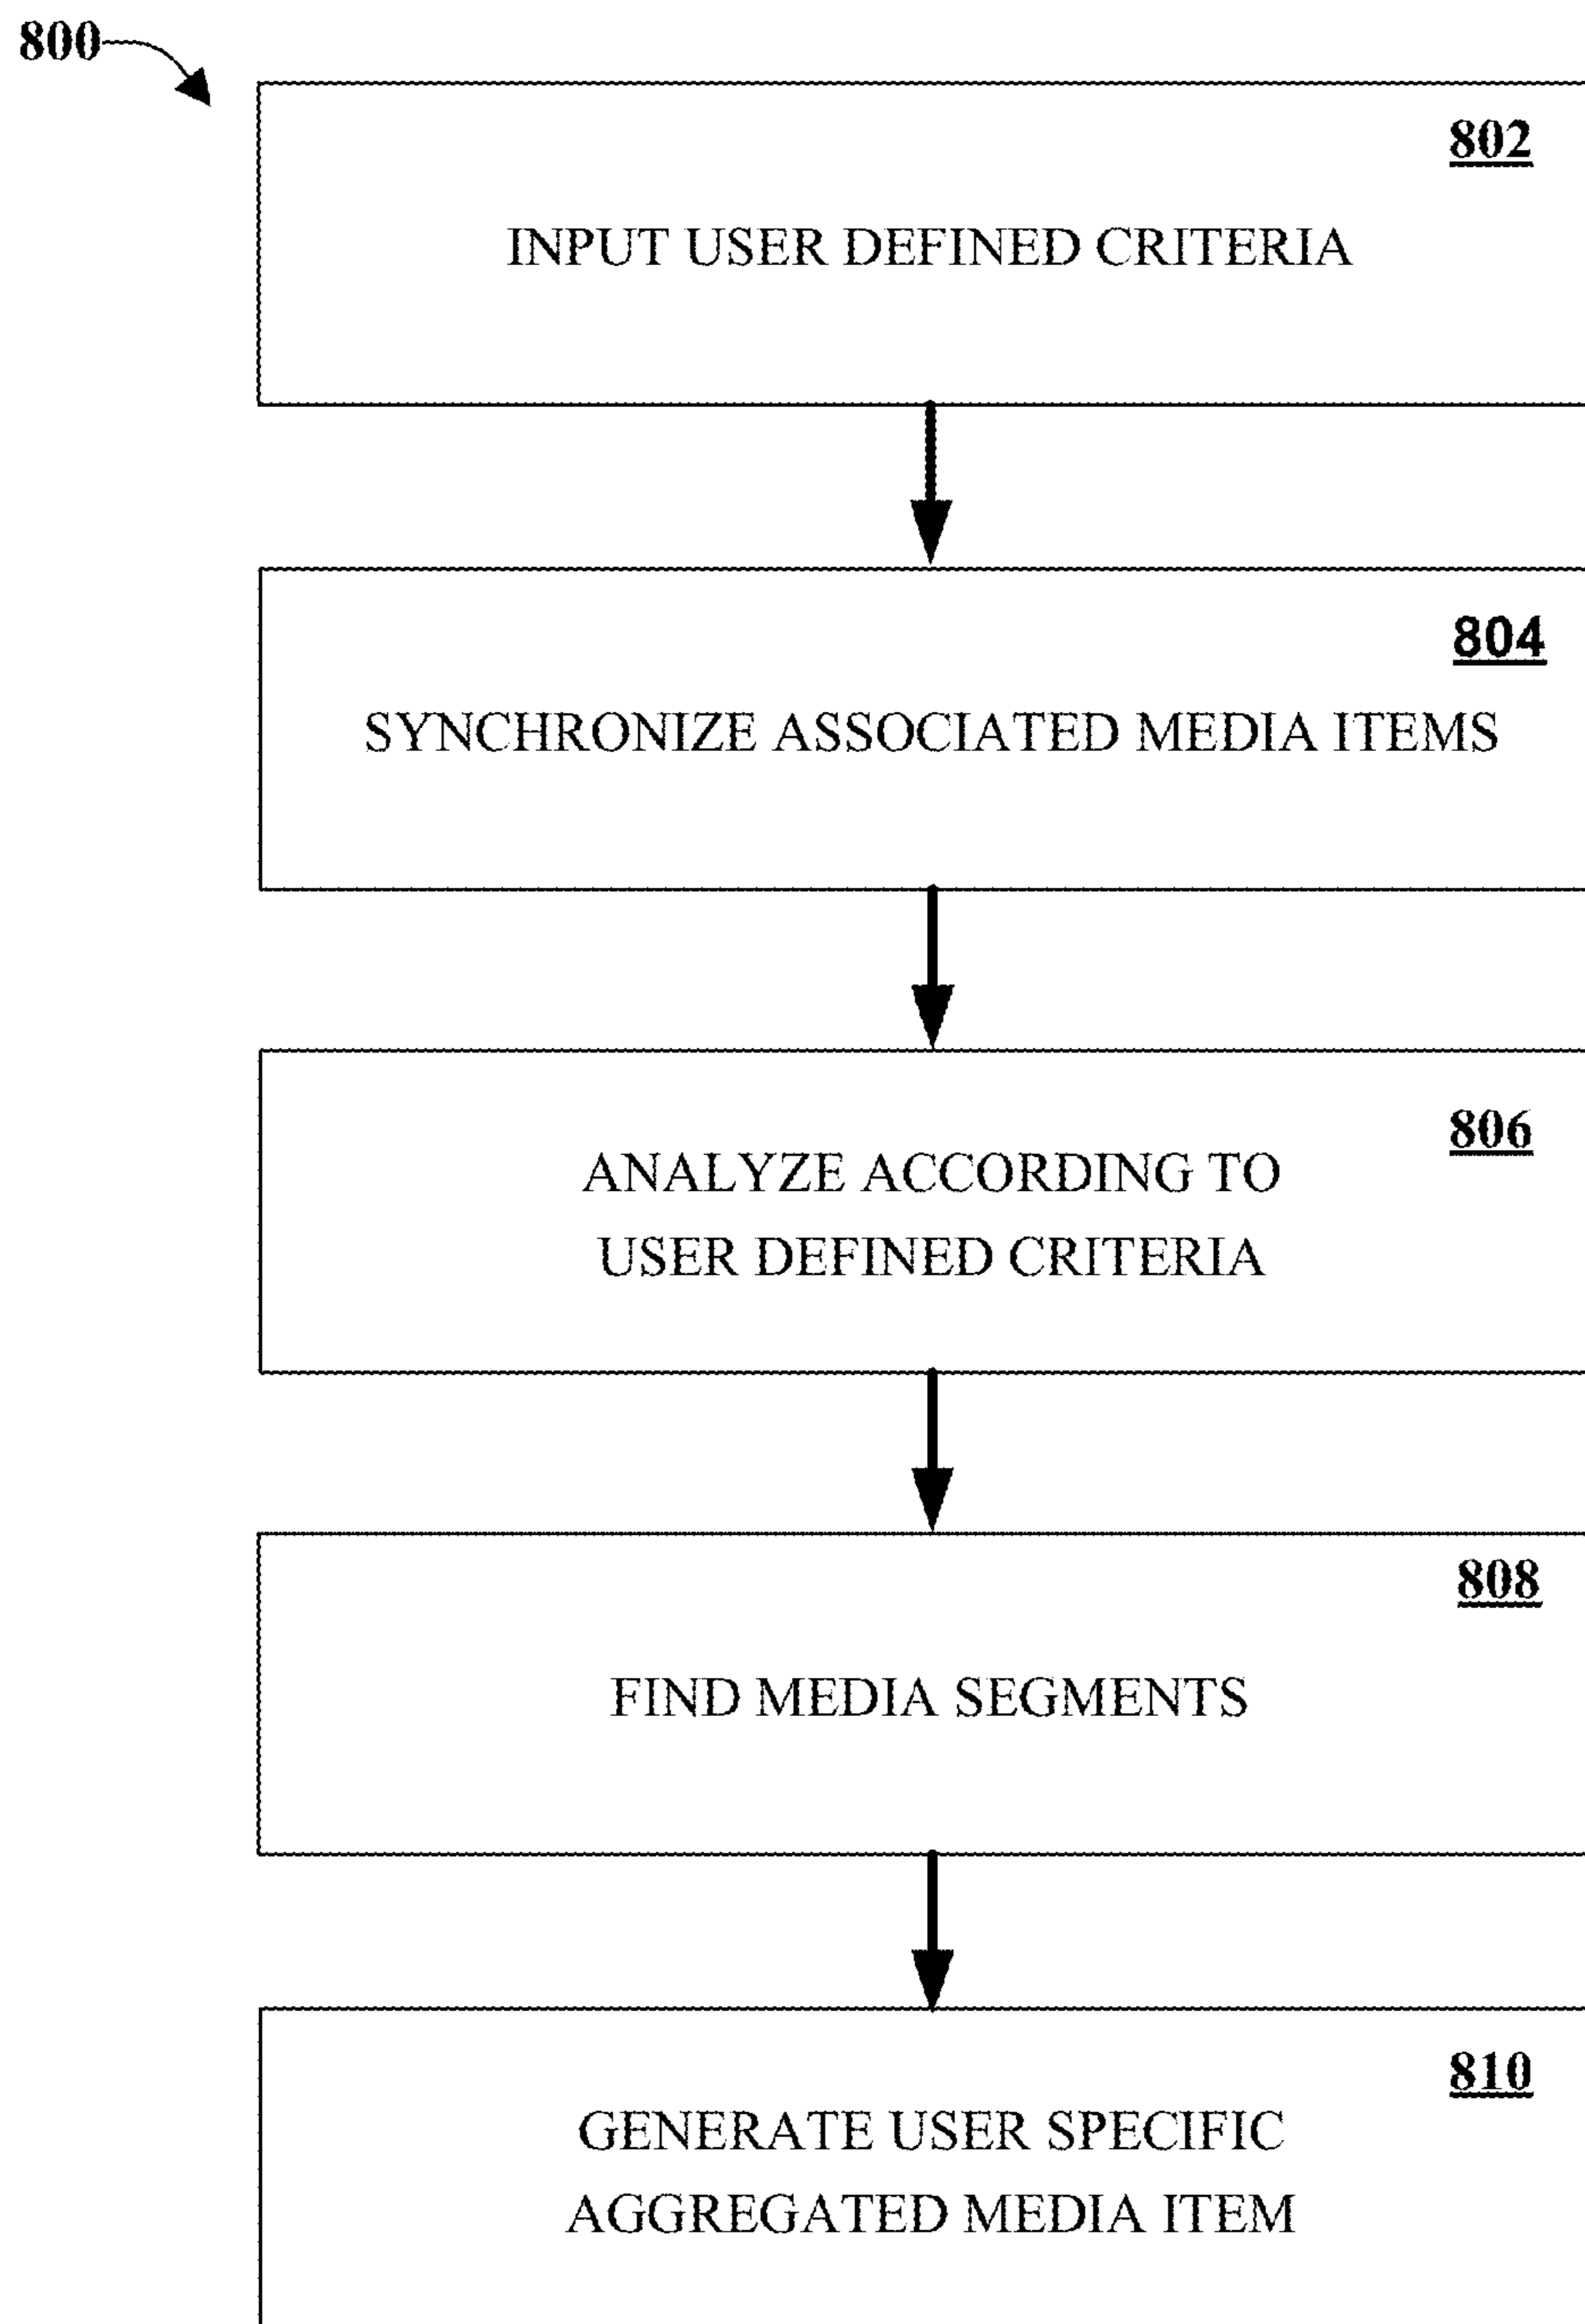 800
802
INPUT USER DEFINED CRITERIA
804
SYNCHRONIZE ASSOCIATED MEDIA ITEMS
806
ANALYZE ACCORDING TO
USER DEFINED CRITERIA
808
FIND MEDIA SEGMENTS
810
GENERATE USER SPECIFIC
AGGREGATED MEDIA ITEM